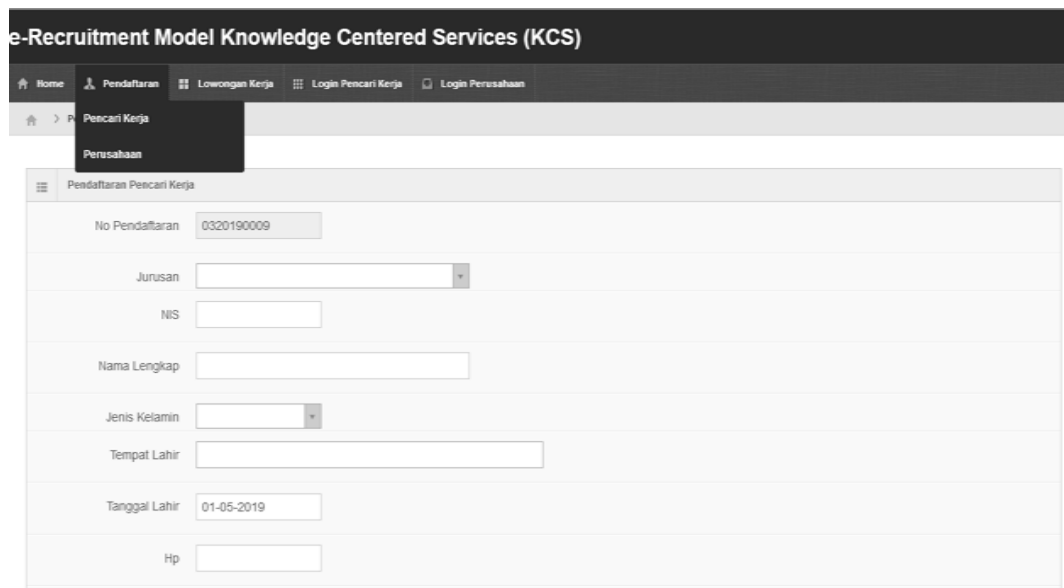 e-Recruitment Model Knowledge Centered Services (KCS)
Home Pendaftaran Lowongan Kerja Login Pencari Kerja Login Perusahaan
> Pencari Kerja
Perusahaan
Pendaftaran Pencari Kerja
No Pendaftaran 0320190009
Jurusan
NIS
Nama Lengkap
Jenis Kelamin
Tempat Lahir
Tanggal Lahir 01-05-2019
Hp